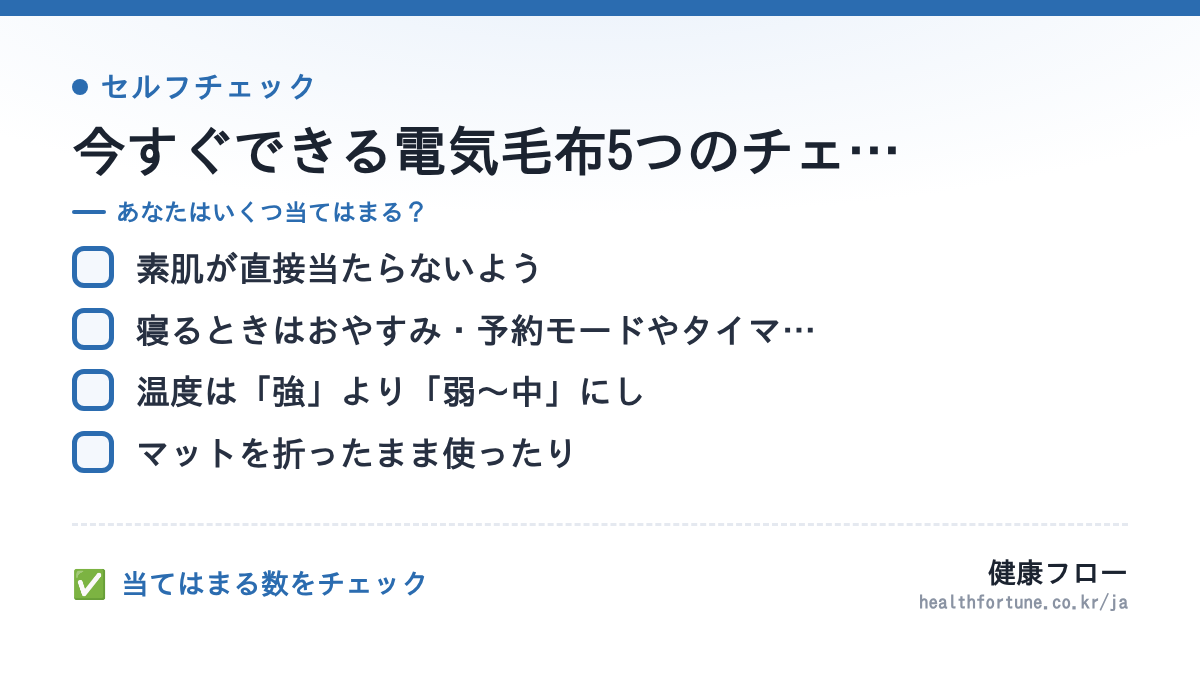 セルフチェック
今すぐできる電気毛布5つのチェ…
あなたはいくつ当てはまる？
素肌が直接当たらないよう
寝るときはおやすみ・予約モードやタイマ…
温度は「強」より「弱〜中」にし
マットを折ったまま使ったり
✅ 当てはまる数をチェック
健康フロー
healthfortune.co.kr/ja